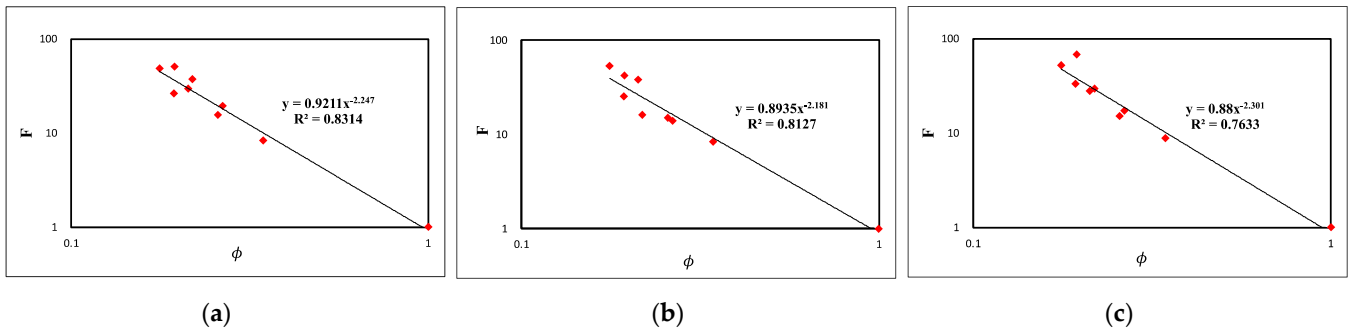 100
10
1
F
y = 0.9211x^-2.247
R² = 0.8314
0.1
1
ϕ
(a)
100
10
1
F
y = 0.8935x^-2.181
R² = 0.8127
0.1
1
ϕ
(b)
100
10
1
F
y = 0.88x^-2.301
R² = 0.7633
0.1
1
ϕ
(c)